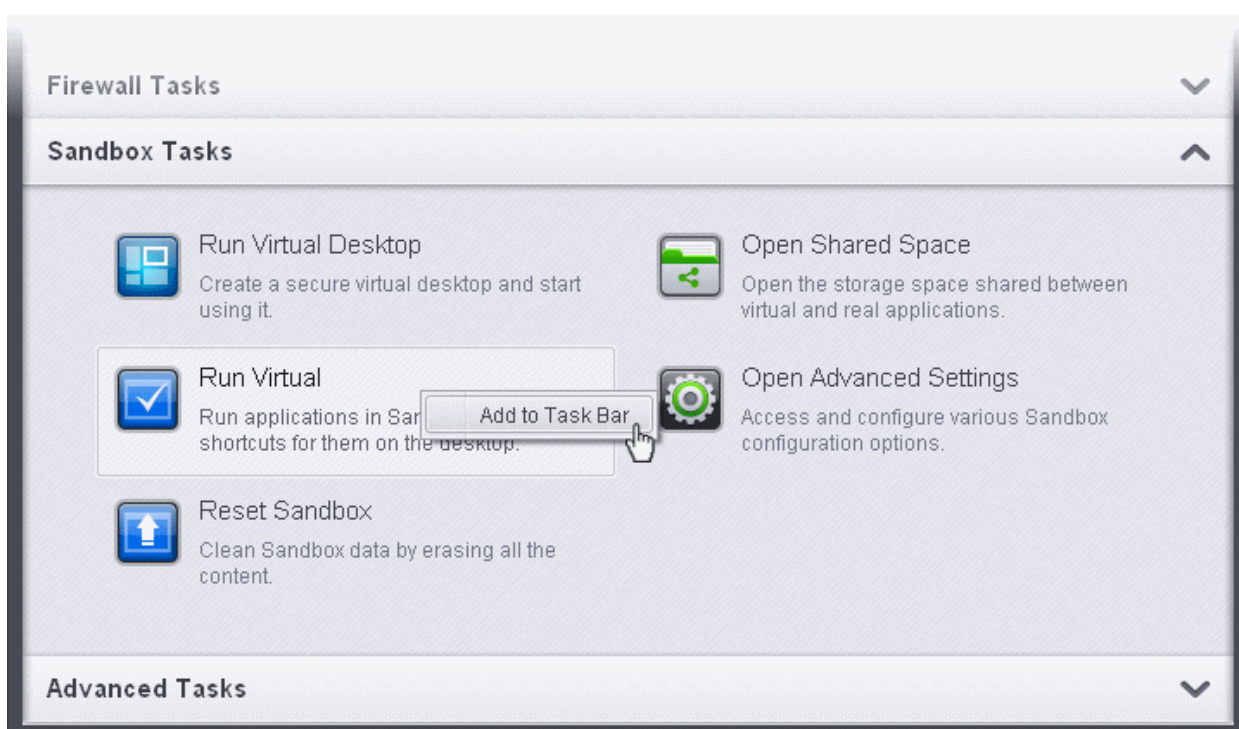 Firewall Tasks
Sandbox Tasks
Run Virtual Desktop
Create a secure virtual desktop and start
using it.
Open Shared Space
Open the storage space shared between
virtual and real applications.
Run Virtual
Run applications in
shortcuts for them on the desktop.
Add to Task Bar
Open Advanced Settings
Access and configure various Sandbox
configuration options.
Reset Sandbox
Clean Sandbox data by erasing all the
content.
Advanced Tasks